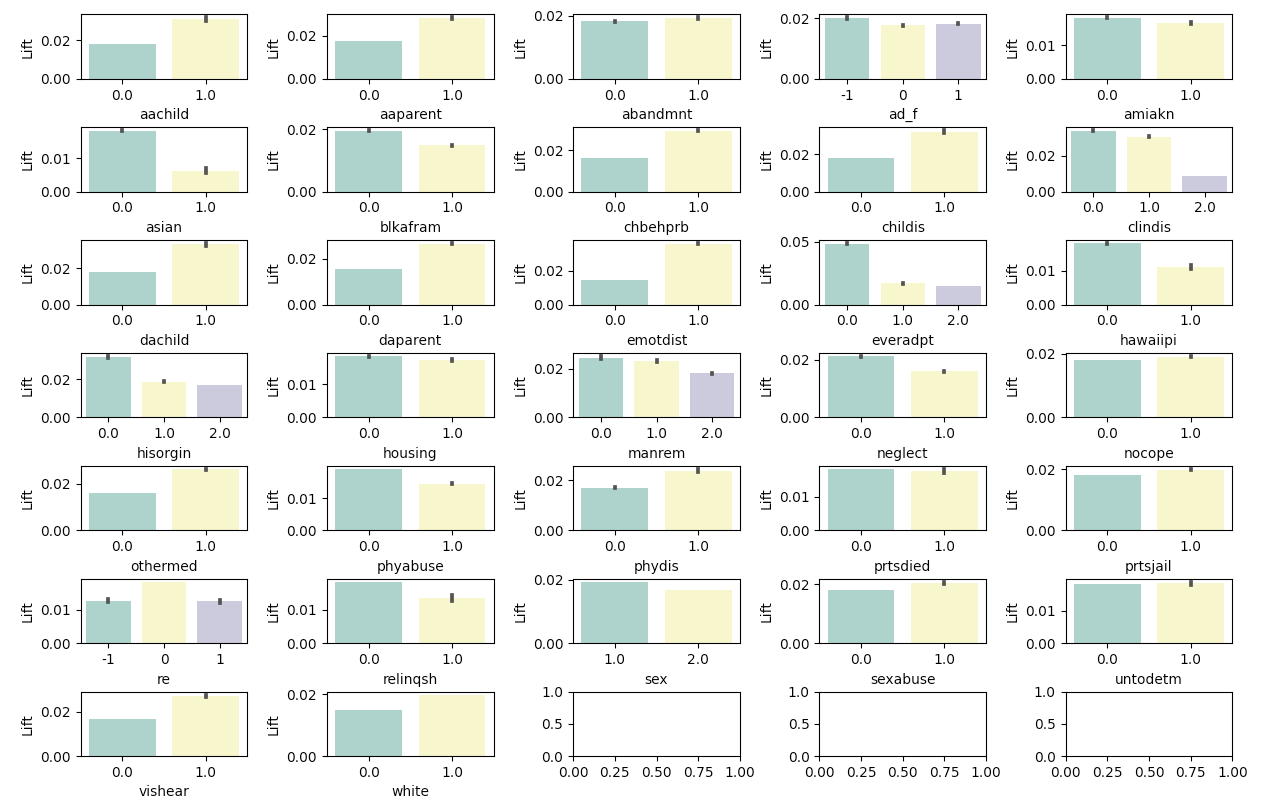 Lift 0.02 Lift 0.02 Lift 0.02 Lift 0.02 Lift 0.01
0.00 0.00 0.00 0.00 0.00
0.0 1.0 0.0 1.0 0.0 1.0 -1 0 1 0.0 1.0
aachild aaparent abandmnt ad_f amiakn
Lift 0.01 Lift 0.02 Lift 0.02 Lift 0.02 Lift 0.02
0.00 0.00 0.00 0.00 0.00
0.0 1.0 0.0 1.0 0.0 1.0 0.0 1.0 0.0 1.0 2.0
asian blkafram chbehprb childis clindis
Lift 0.02 Lift 0.02 Lift 0.02 Lift 0.05 Lift 0.01
0.00 0.00 0.00 0.00 0.00
0.0 1.0 0.0 1.0 0.0 1.0 0.0 1.0 2.0 0.0 1.0
dachild daparent emotdist everadpt hawaiipi
Lift 0.02 Lift 0.01 Lift 0.02 Lift 0.02 Lift 0.02
0.00 0.00 0.00 0.00 0.00
0.0 1.0 2.0 0.0 1.0 0.0 1.0 2.0 0.0 1.0 0.0 1.0
hisorgin housing manrem neglect nocope
Lift 0.02 Lift 0.01 Lift 0.02 Lift 0.01 Lift 0.02
0.00 0.00 0.00 0.00 0.00
0.0 1.0 0.0 1.0 0.0 1.0 0.0 1.0 0.0 1.0
othermed phyabuse phydis prtsdied prtsjail
Lift 0.01 Lift 0.01 Lift 0.02 Lift 0.02 Lift 0.01
0.00 0.00 0.00 0.00 0.00
-1 0 1 0.0 1.0 1.0 2.0 0.0 1.0 0.0 1.0
re relinqsh sex sexabuse untodetm
Lift 0.02 Lift 0.02 1.0 1.0 1.0
0.5 0.5 0.5
0.00 0.00 0.0 0.0 0.0
0.0 1.0 0.0 1.0 0.00 0.25 0.50 0.75 1.00 0.00 0.25 0.50 0.75 1.00 0.00 0.25 0.50 0.75 1.00
vishear white